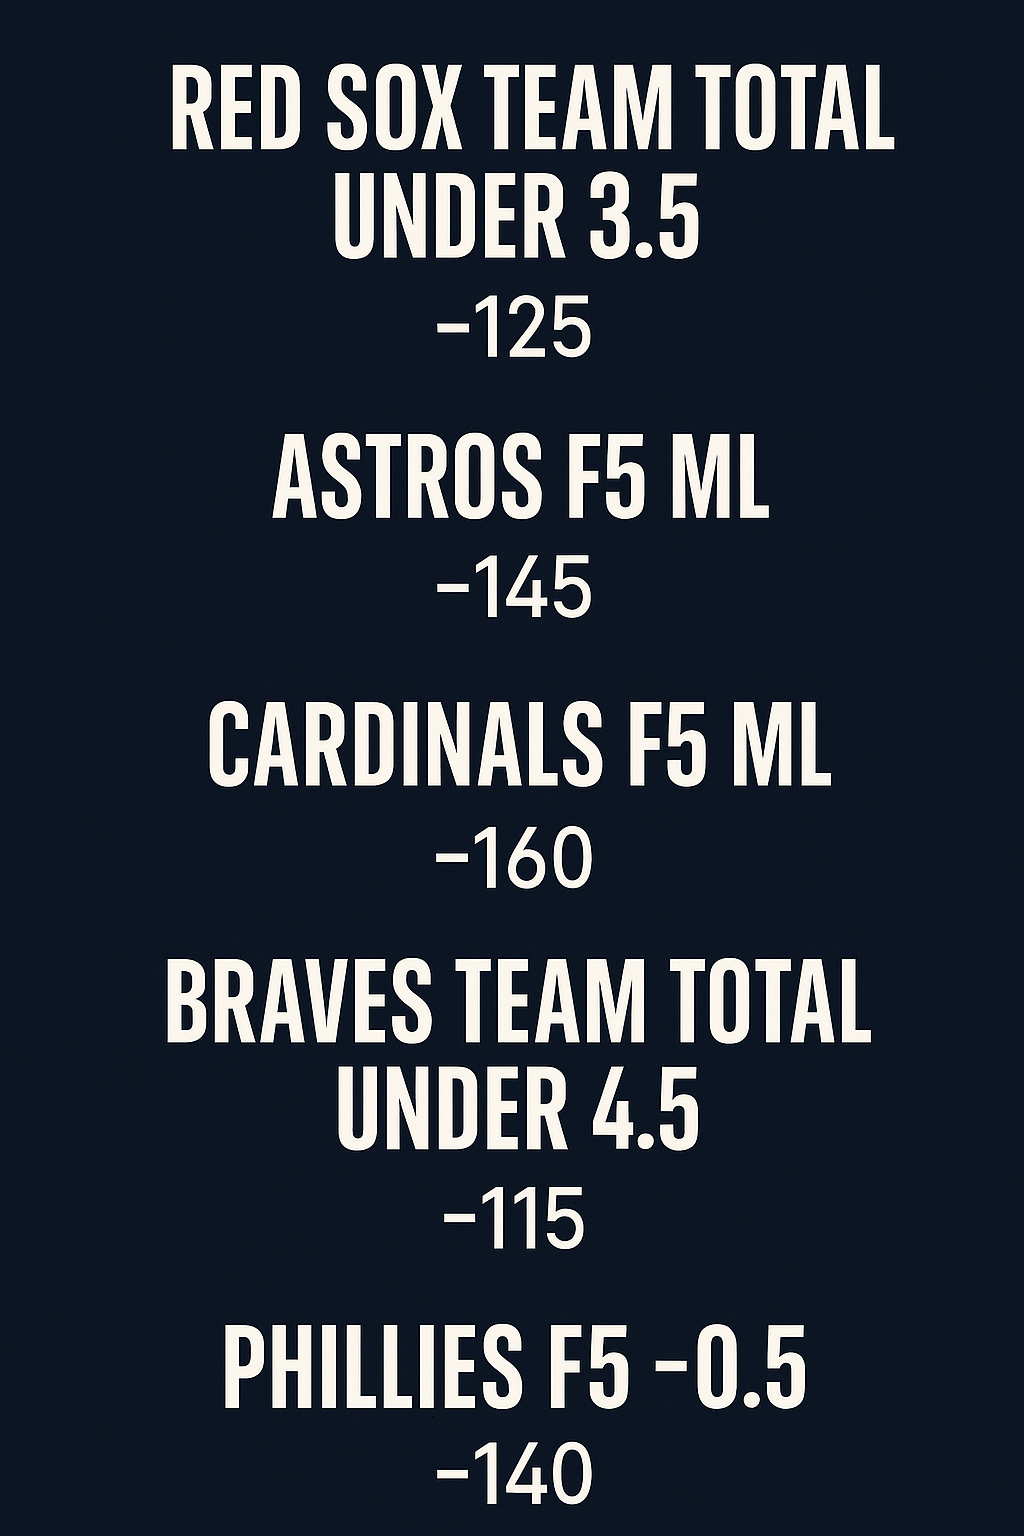 RED SOX TEAM TOTAL
UNDER 3.5
−125
ASTROS F5 ML
−145
CARDINALS F5 ML
−160
BRAVES TEAM TOTAL
UNDER 4.5
−115
PHILLIES F5 −0.5
−140